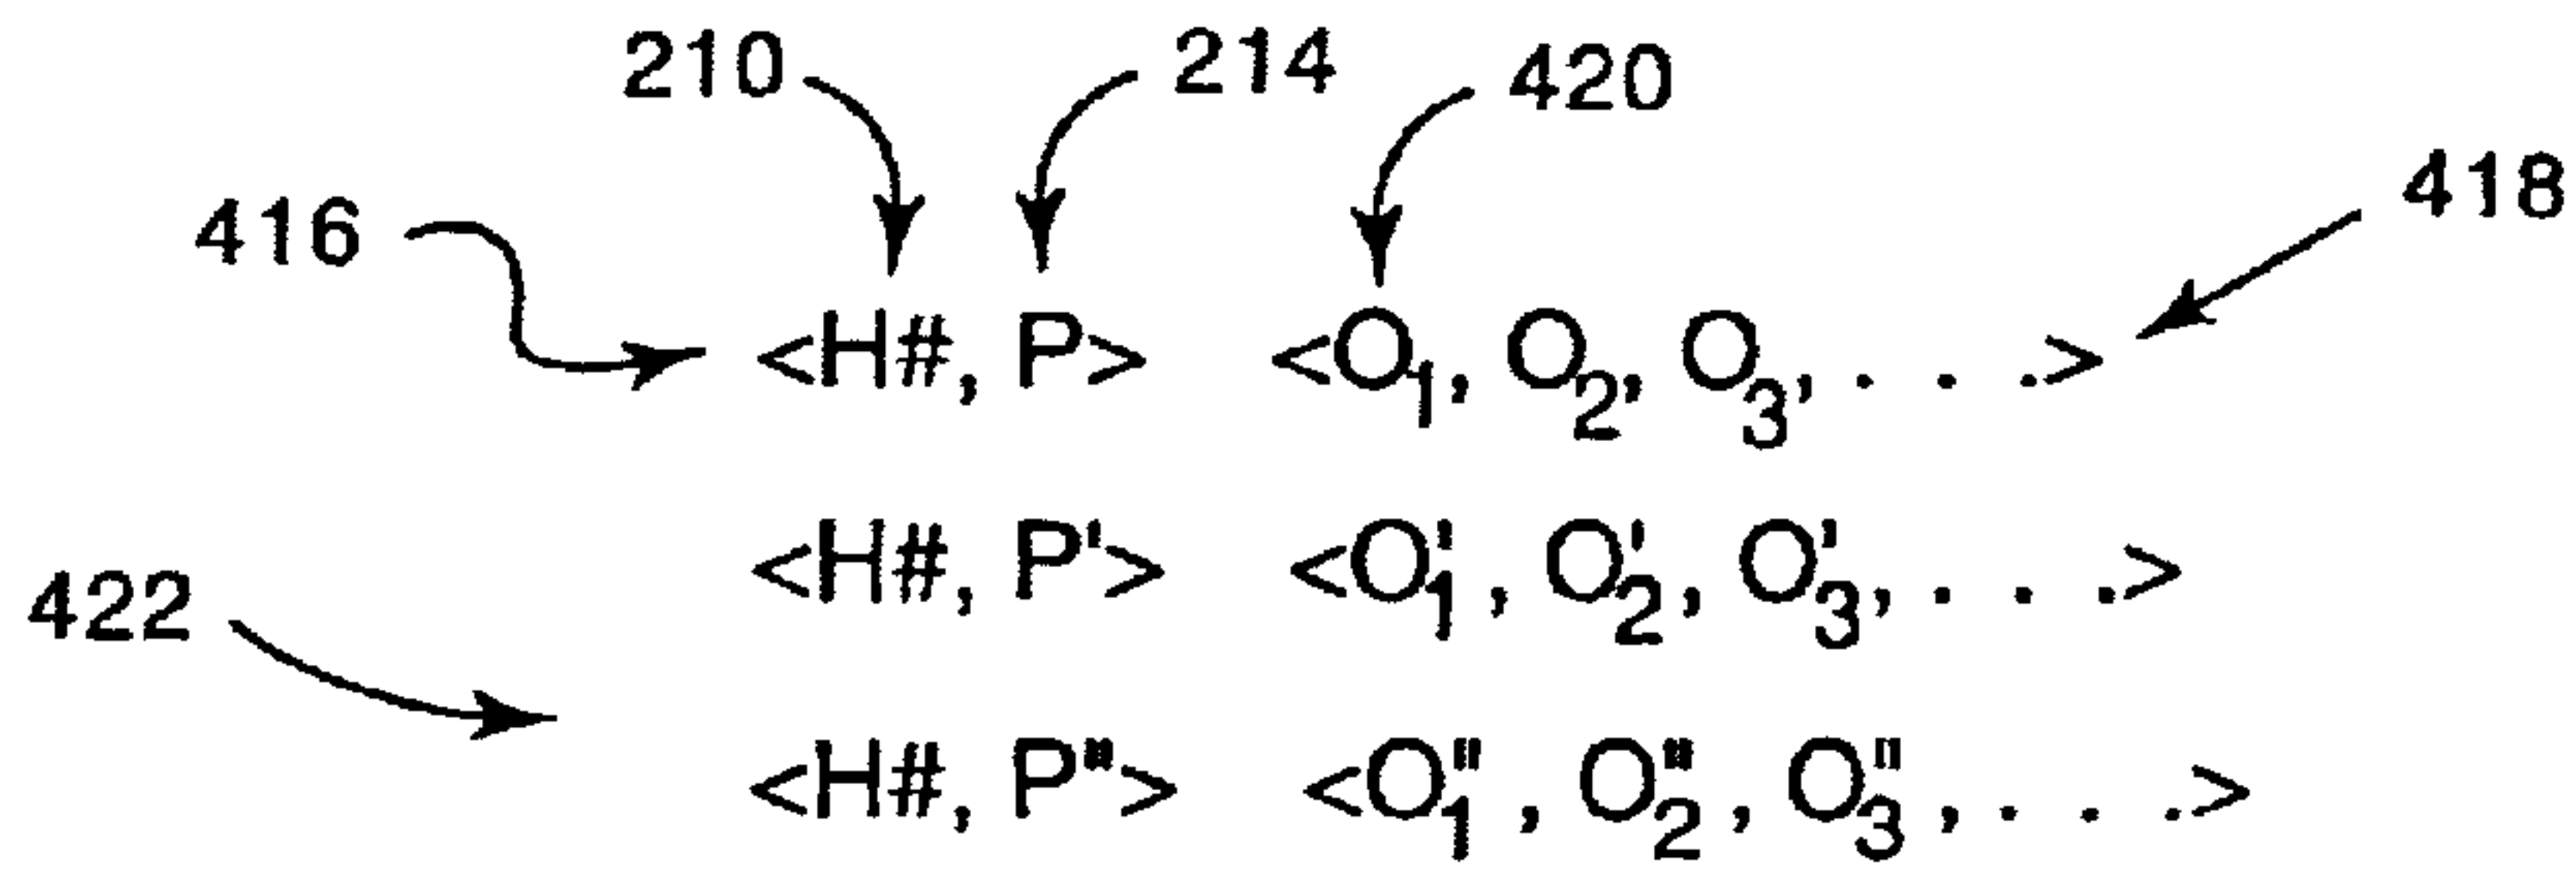 210 214 420
418
416
<H#, P> <O₁, O₂, O₃, . . .>
<H#, P'> <O'₁, O'₂, O'₃, . . .>
422
<H#, P"> <O"₁, O"₂, O"₃, . . .>